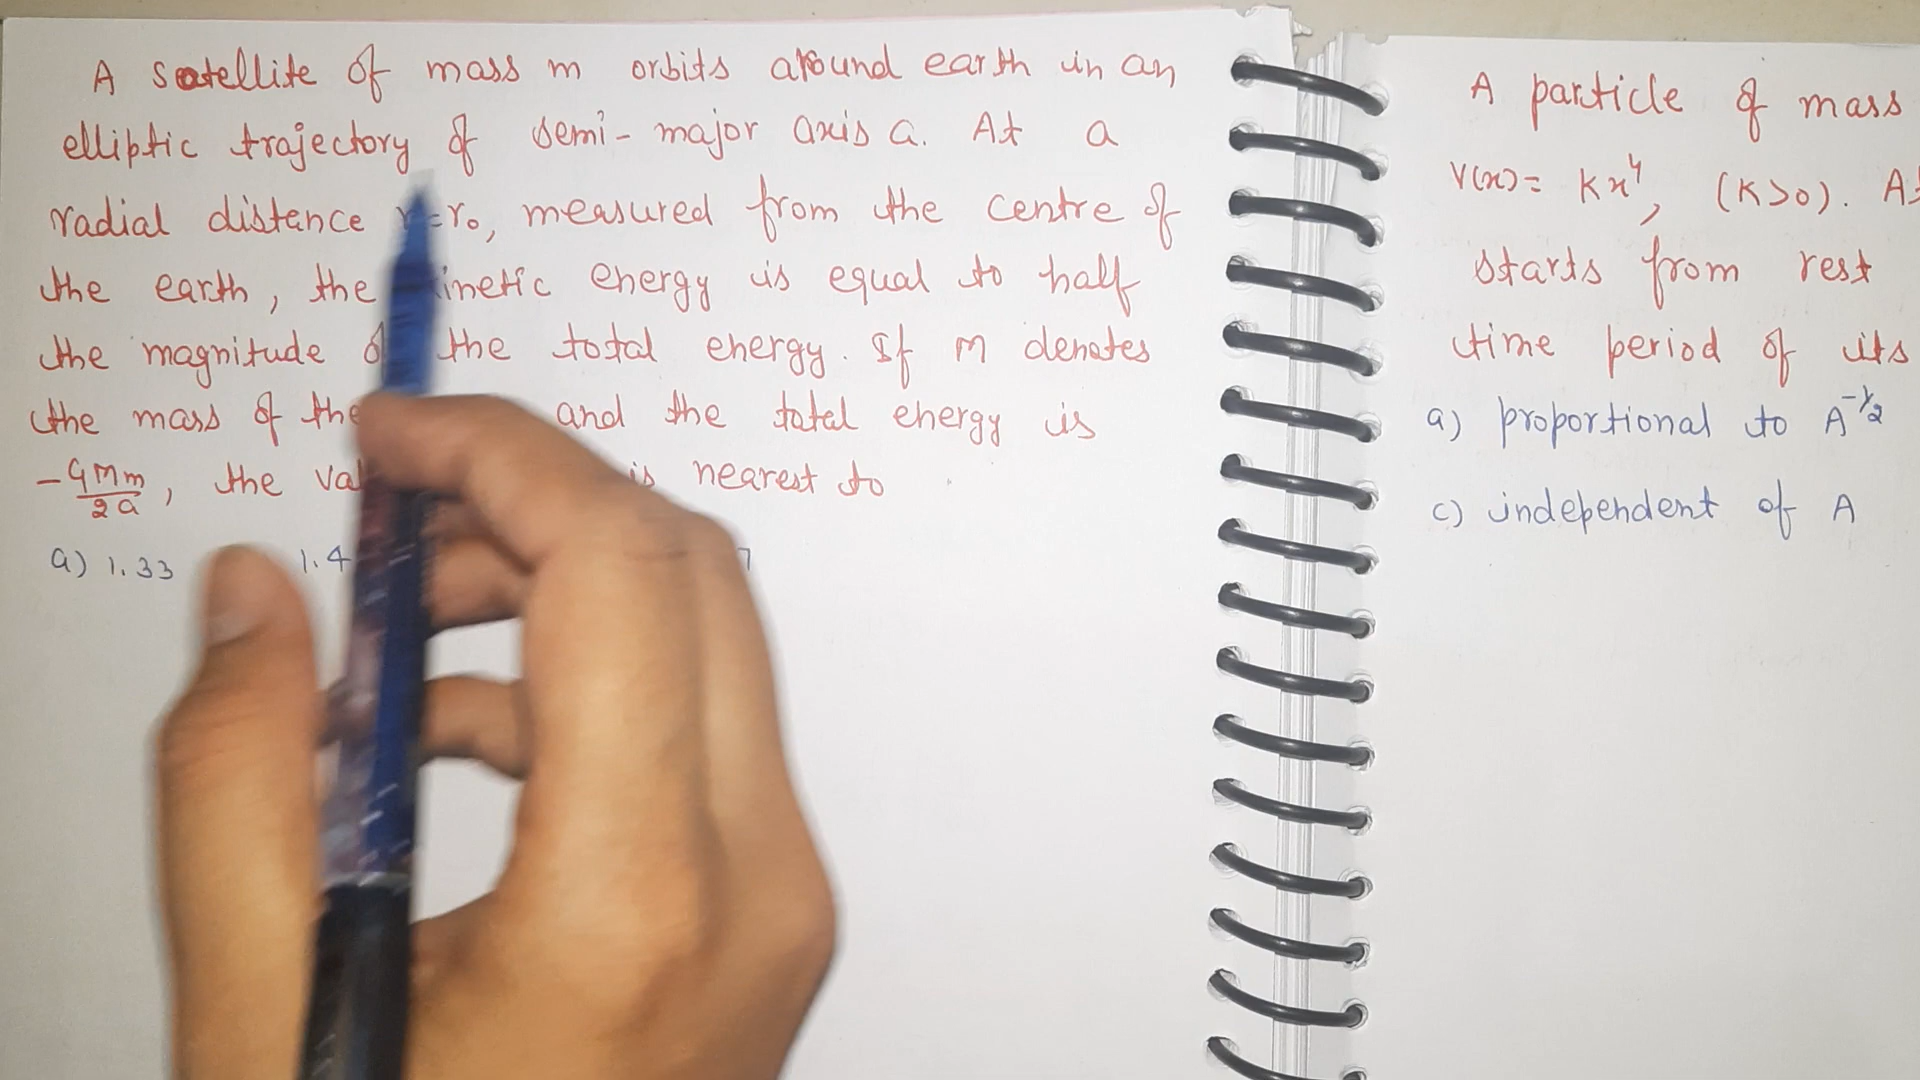 A satellite of mass m orbits around earth in an
elliptic trajectory of semi-major axis a. At a
radial distance r=r₀, measured from the centre of
the earth, the kinetic energy is equal to half
the magnitude of the total energy. If M denotes
the mass of the and the total energy is
-GMm/2a, the is nearest to
a) 1.33 1.4
A particle of mass
V(x)= Kx⁴, (K>0). At
starts from rest
time period of its
a) proportional to A^-1/2
c) independent of A